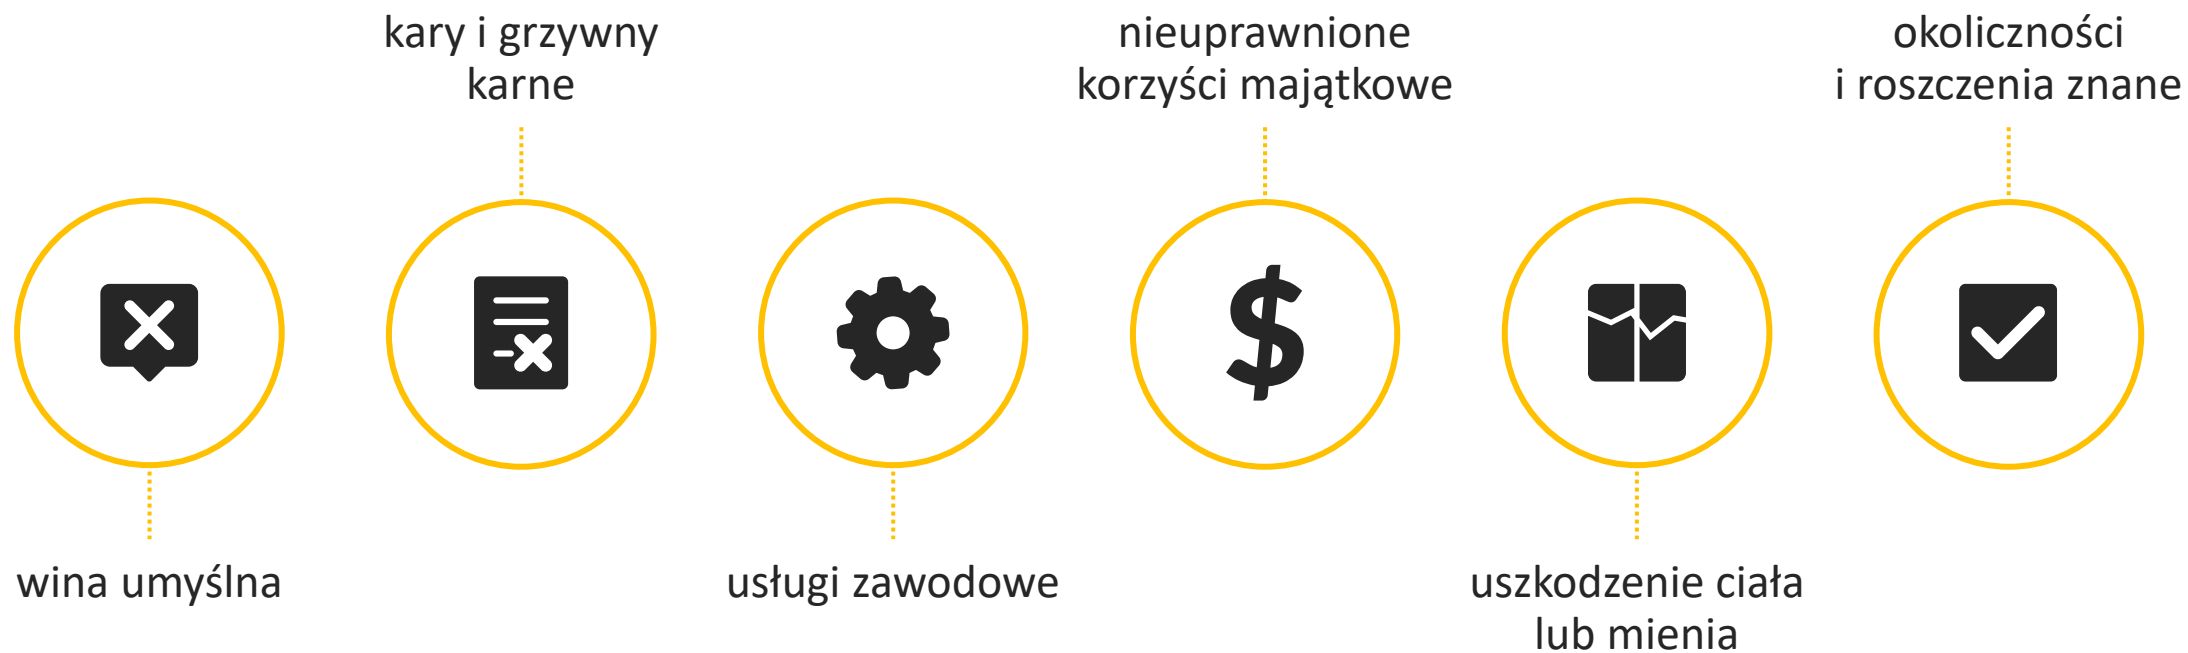 kary i grzywny
karne
nieuprawnione
korzyści majątkowe
okoliczności
i roszczenia znane
wina umyślna
usługi zawodowe
uszkodzenie ciała
lub mienia